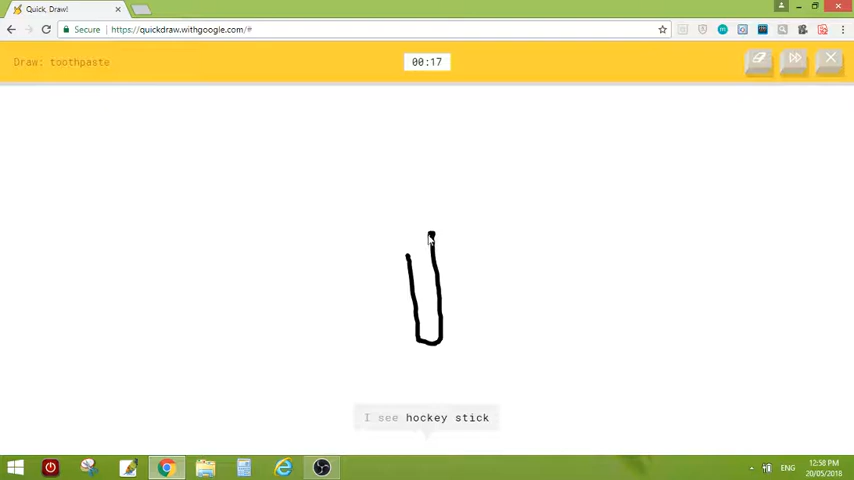 Quick, Draw!
Secure
https://quickdraw.withgoogle.com/#
Draw: toothpaste
00:17
I see hockey stick
ENG
12:58 PM
20/05/2018